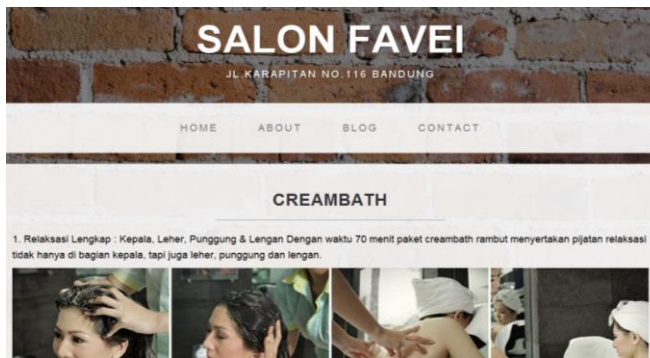 SALON FAVEI
JL.KARAPITAN NO.116 BANDUNG
HOME ABOUT BLOG CONTACT
CREAMBATH
1. Relaksasi Lengkap : Kepala, Leher, Punggung & Lengan Dengan waktu 70 menit paket creambath rambut menyertakan pijatan relaksasi
tidak hanya di bagian kepala, tapi juga leher, punggung dan lengan.